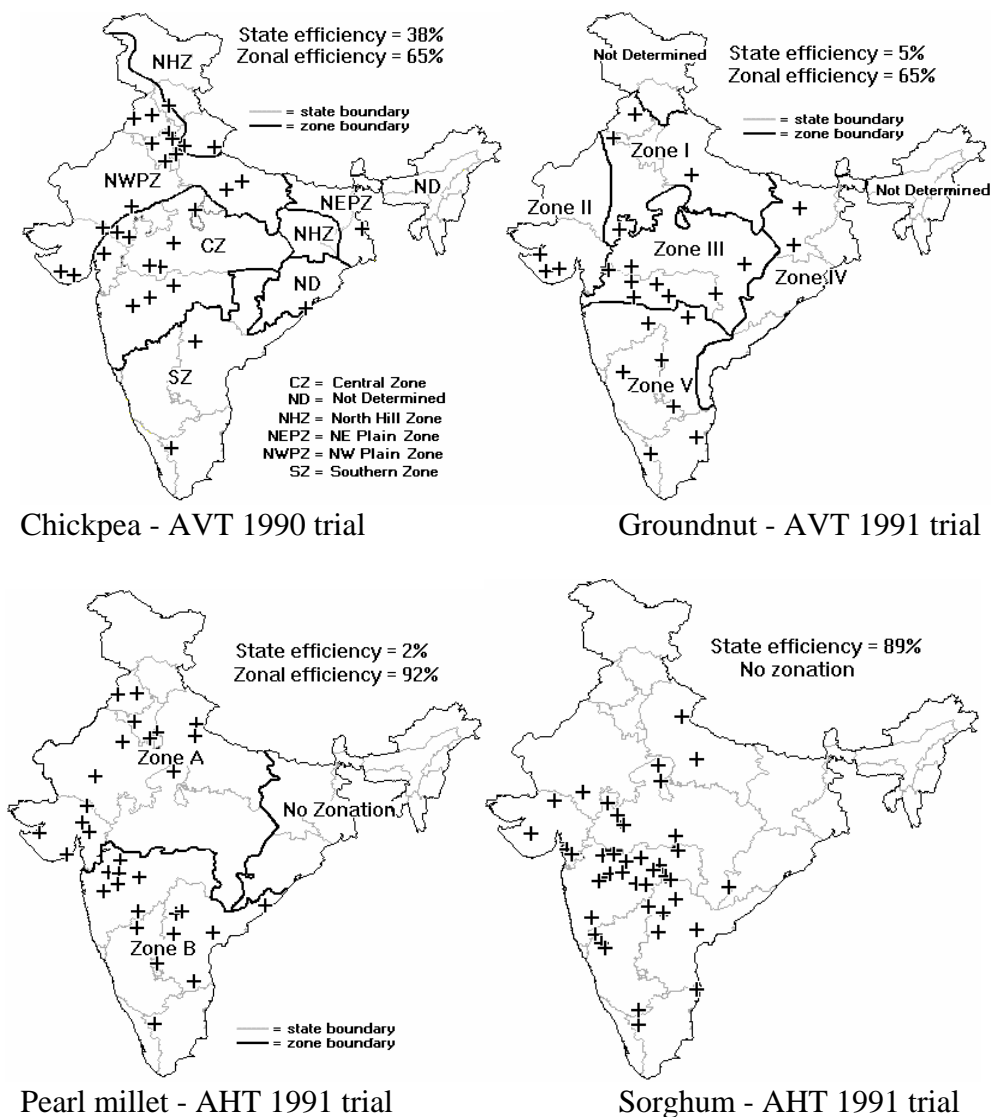 State efficiency = 38%
Zonal efficiency = 65%
= state boundary
= zone boundary
NHZ
NWPZ
ND
NEPZ
CZ
NHZ
ND
SZ
CZ = Central Zone
ND = Not Determined
NHZ = North Hill Zone
NEPZ = NE Plain Zone
NWPZ = NW Plain Zone
SZ = Southern Zone
Chickpea - AVT 1990 trial
Not Determined
State efficiency = 5%
Zonal efficiency = 65%
= state boundary
= zone boundary
Zone I
Not Determined
Zone II
Zone III
Zone IV
Zone V
Groundnut - AVT 1991 trial
State efficiency = 2%
Zonal efficiency = 92%
Zone A
No Zonation
Zone B
= state boundary
= zone boundary
Pearl millet - AHT 1991 trial
State efficiency = 89%
No zonation
Sorghum - AHT 1991 trial